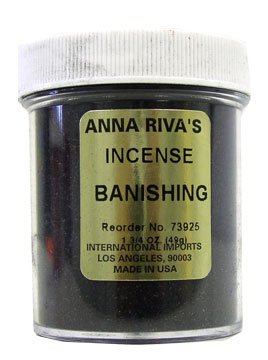 ANNA RIVA'S
INCENSE
BANISHING
Reorder No. 73925
1 3/4 OZ. (49g)
INTERNATIONAL IMPORTS
LOS ANGELES, 90003
MADE IN USA